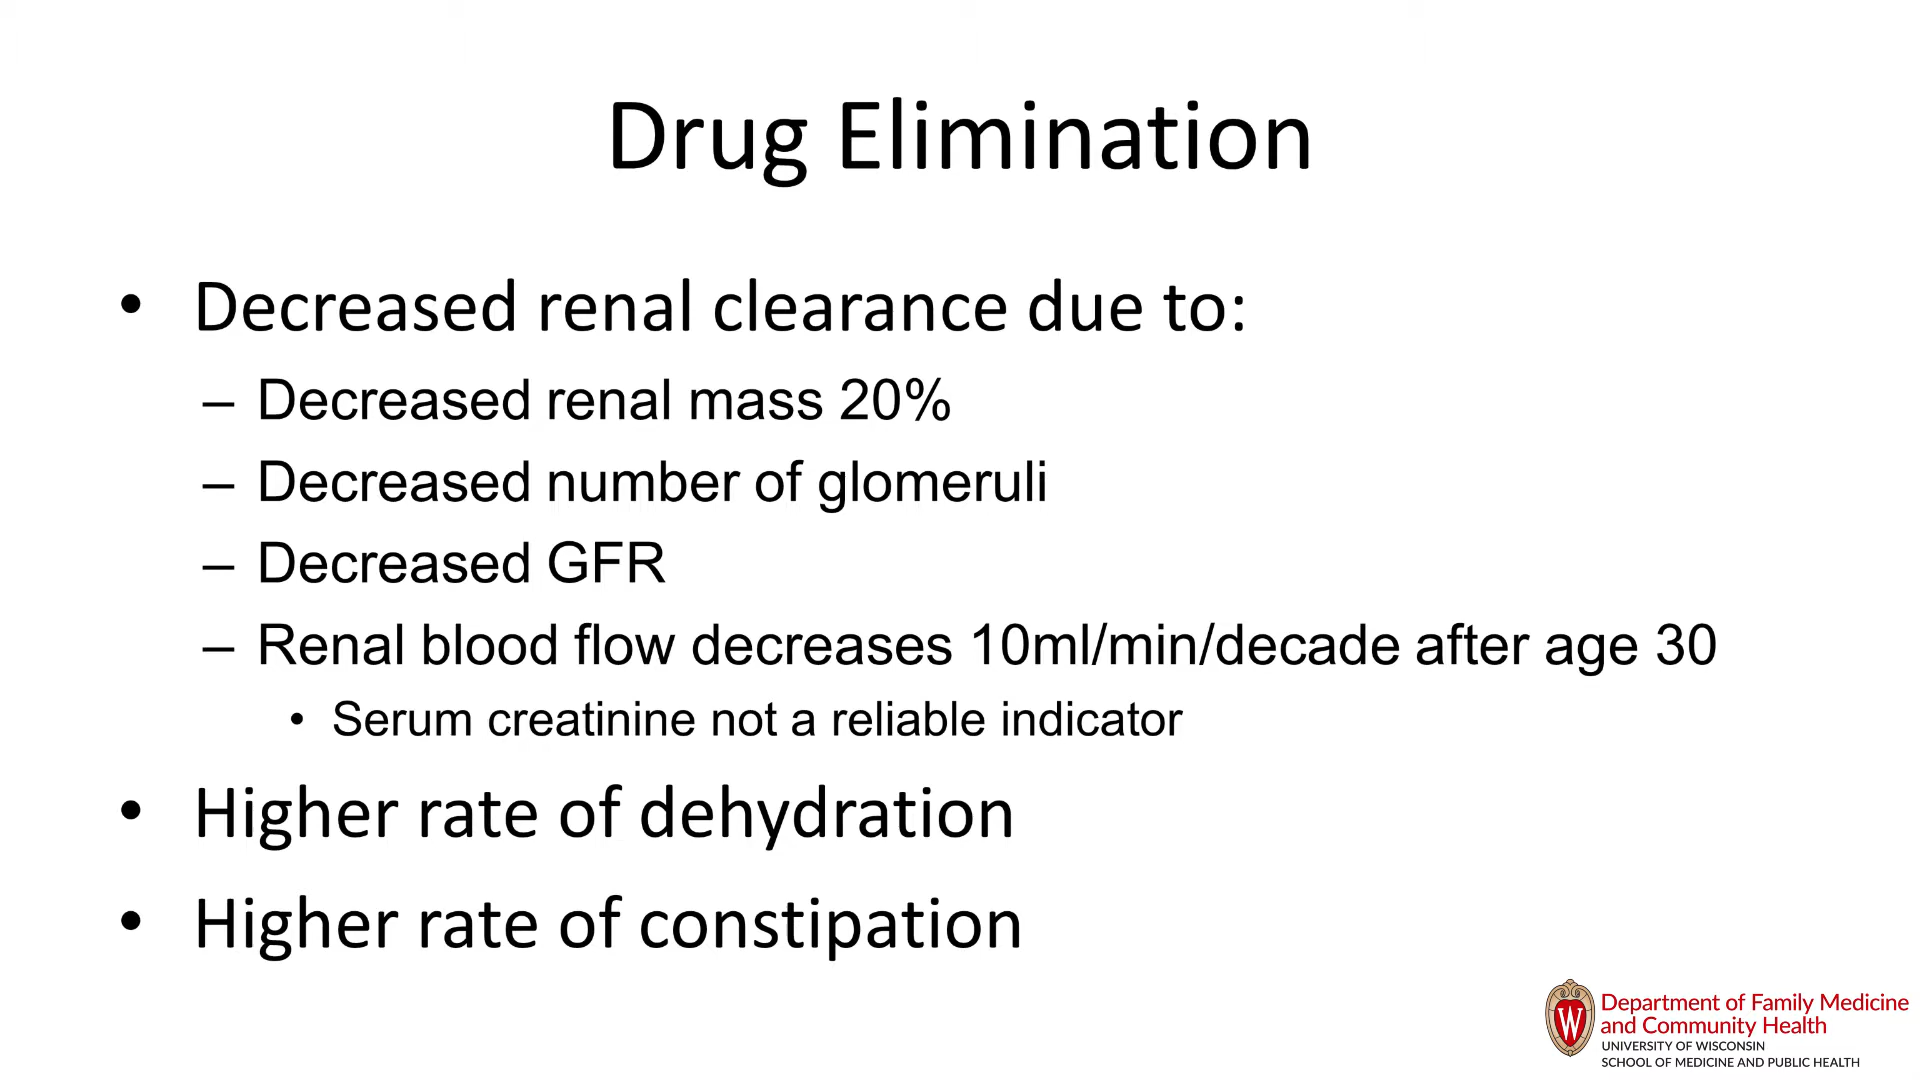 Drug Elimination
• Decreased renal clearance due to:
– Decreased renal mass 20%
– Decreased number of glomeruli
– Decreased GFR
– Renal blood flow decreases 10ml/min/decade after age 30
• Serum creatinine not a reliable indicator
• Higher rate of dehydration
• Higher rate of constipation
W
Department of Family Medicine
and Community Health
UNIVERSITY OF WISCONSIN
SCHOOL OF MEDICINE AND PUBLIC HEALTH